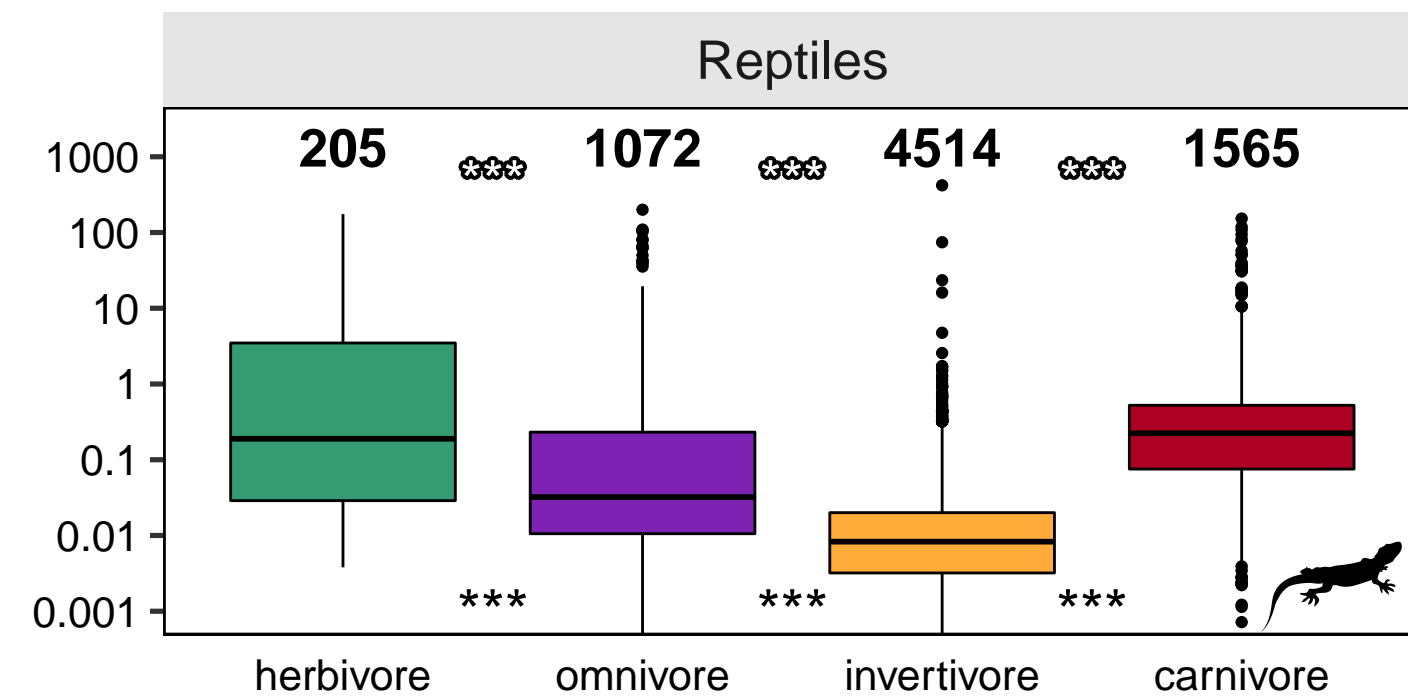 Reptiles
205 *** 1072 *** 4514 *** 1565
1000
100
10
1
0.1
0.01
0.001
*** *** ***
herbivore omnivore invertivore carnivore